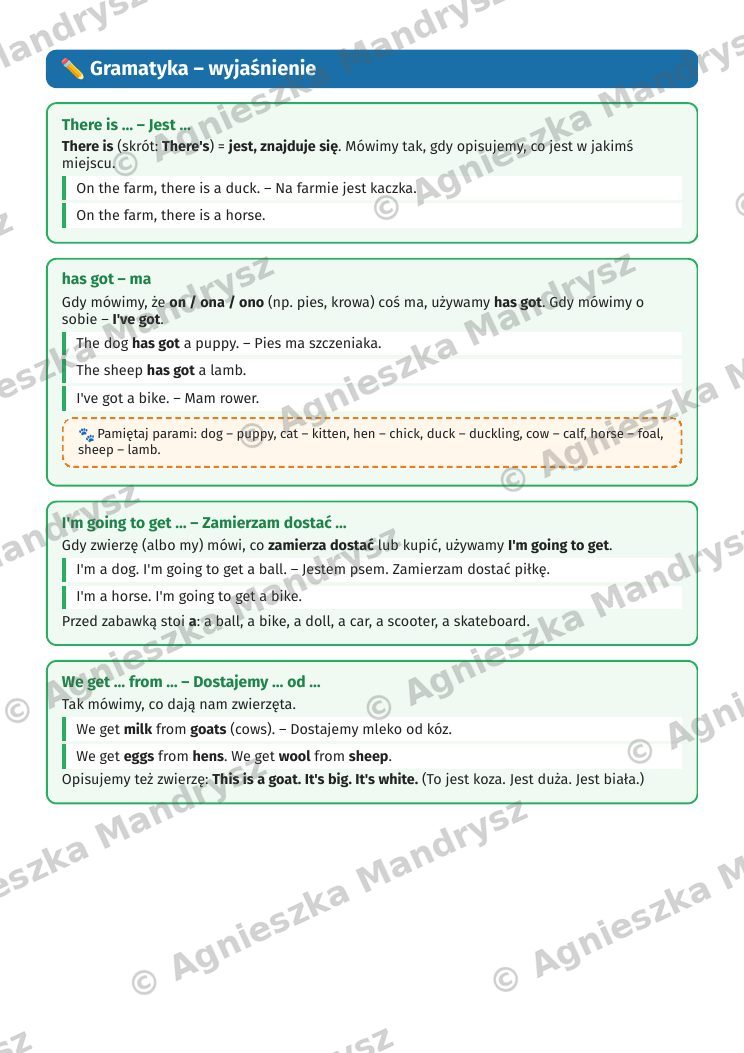 ✏️ Gramatyka – wyjaśnienie
There is ... – Jest ...
There is (skrót: There's) = jest, znajduje się. Mówimy tak, gdy opisujemy, co jest w jakimś
miejscu.
On the farm, there is a duck. – Na farmie jest kaczka.
On the farm, there is a horse.
has got – ma
Gdy mówimy, że on / ona / ono (np. pies, krowa) coś ma, używamy has got. Gdy mówimy o
sobie – I've got.
The dog has got a puppy. – Pies ma szczeniaka.
The sheep has got a lamb.
I've got a bike. – Mam rower.
🐾 Pamiętaj parami: dog – puppy, cat – kitten, hen – chick, duck – duckling, cow – calf, horse – foal,
sheep – lamb.
I'm going to get ... – Zamierzam dostać ...
Gdy zwierzę (albo my) mówi, co zamierza dostać lub kupić, używamy I'm going to get.
I'm a dog. I'm going to get a ball. – Jestem psem. Zamierzam dostać piłkę.
I'm a horse. I'm going to get a bike.
Przed zabawką stoi a: a ball, a bike, a doll, a car, a scooter, a skateboard.
We get ... from ... – Dostajemy ... od ...
Tak mówimy, co dają nam zwierzęta.
We get milk from goats (cows). – Dostajemy mleko od kóz.
We get eggs from hens. We get wool from sheep.
Opisujemy też zwierzę: This is a goat. It's big. It's white. (To jest koza. Jest duża. Jest biała.)
© Agnieszka Mandrysz